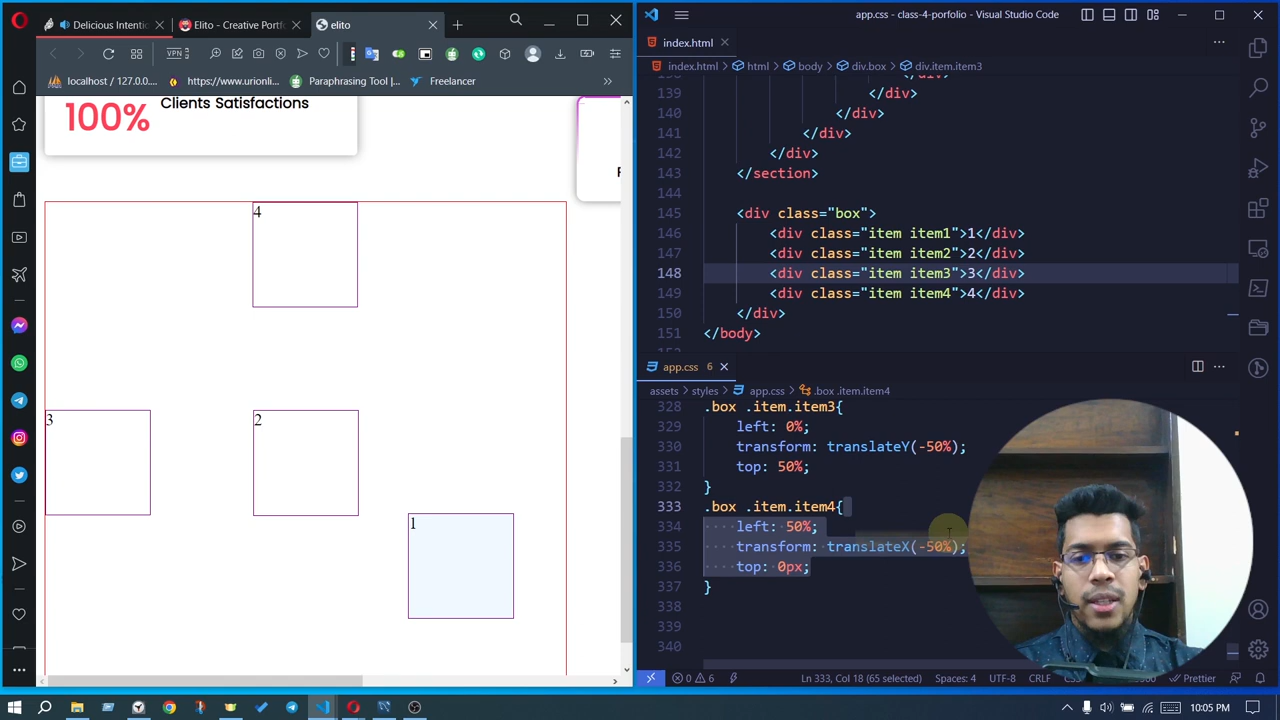 Delicious Intenti
Elito - Creative Portf
elito
app.css - class-4-porfolio - Visual Studio Code
VPN
localhost / 127.0.0....
https://www.urionli...
Paraphrasing Tool |...
Freelancer
»
100%
Clients Satisfactions
4
3
2
1
index.html
index.html > html > body > div.box > div.item.item3
139 </div>
140 </div>
141 </div>
142 </div>
143 </section>
144
145 <div class="box">
146 <div class="item item1">1</div>
147 <div class="item item2">2</div>
148 <div class="item item3">3</div>
149 <div class="item item4">4</div>
150 </div>
151 </body>
app.css 6
assets > styles > app.css > .box .item.item4
328 .box .item.item3{
329 left: 0%;
330 transform: translateY(-50%);
331 top: 50%;
332 }
333 .box .item.item4{
334 left: 50%;
335 transform: translateX(-50%);
336 top: 0px;
337 }
338
339
340
0 6
Ln 333, Col 18 (65 selected)
Spaces: 4
UTF-8
CRLF
Prettier
10:05 PM